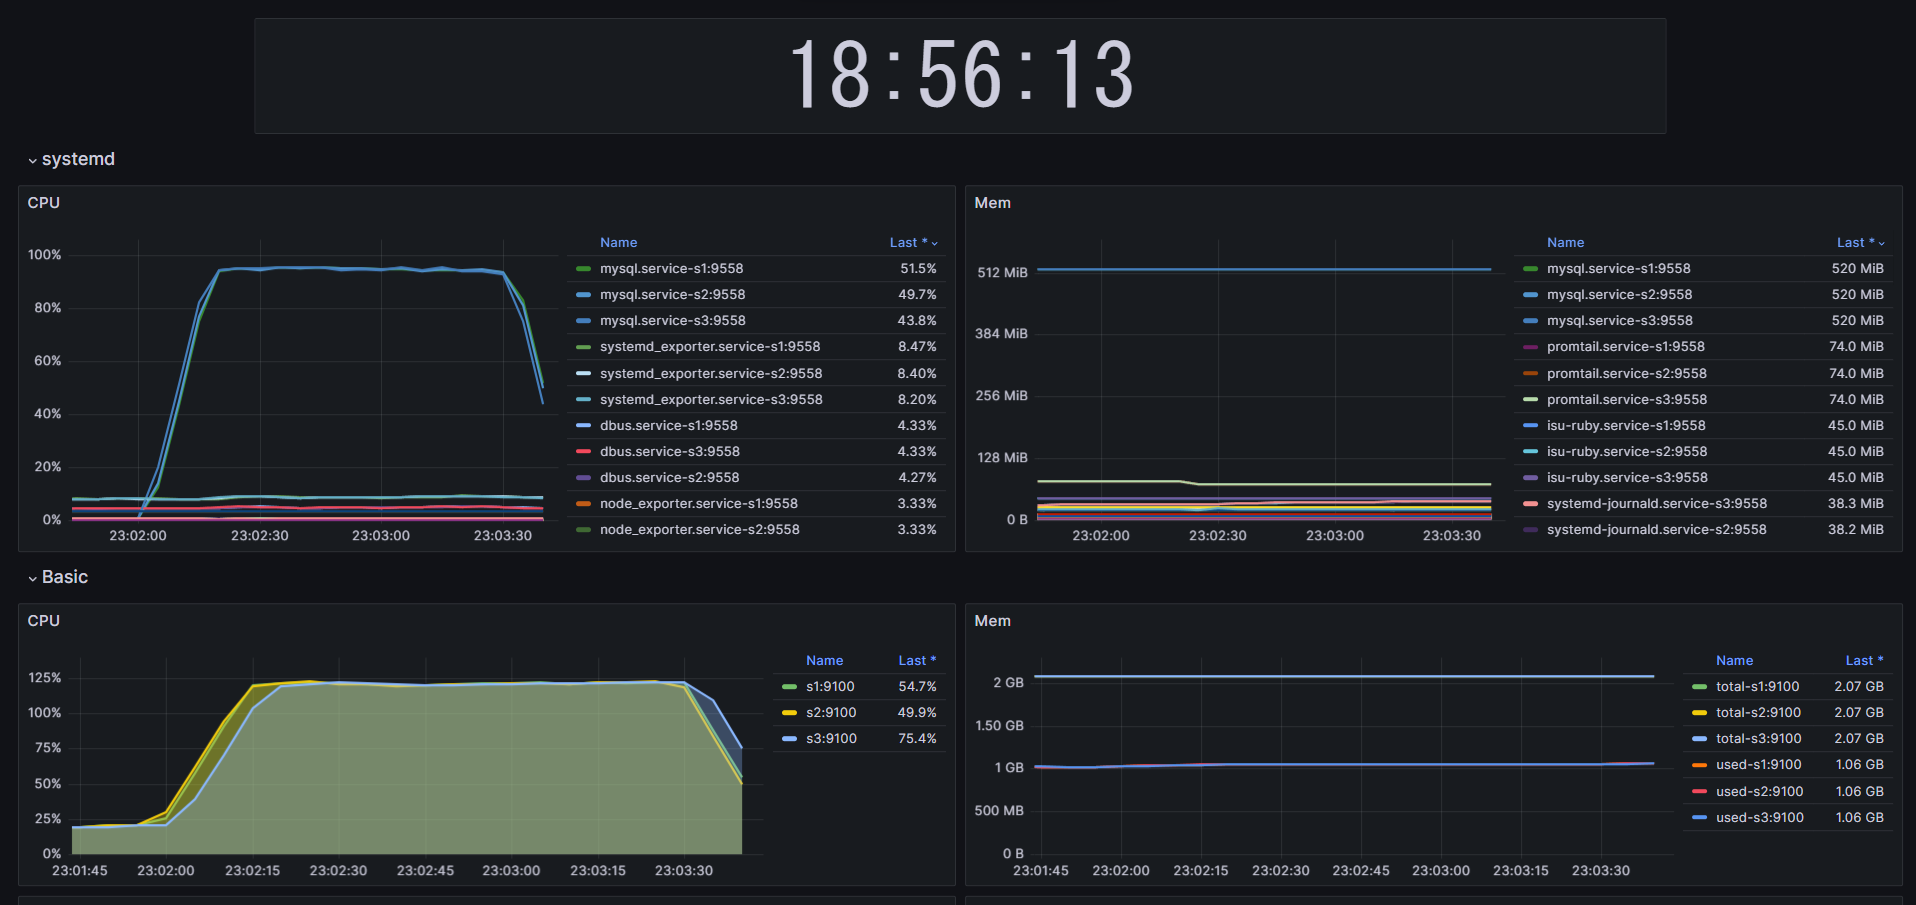 18:56:13
systemd
CPU
Name Last *
100%
80%
60%
40%
20%
0%
23:02:00 23:02:30 23:03:00 23:03:30
mysql.service-s1:9558 51.5%
mysql.service-s2:9558 49.7%
mysql.service-s3:9558 43.8%
systemd_exporter.service-s1:9558 8.47%
systemd_exporter.service-s2:9558 8.40%
systemd_exporter.service-s3:9558 8.20%
dbus.service-s1:9558 4.33%
dbus.service-s3:9558 4.33%
dbus.service-s2:9558 4.27%
node_exporter.service-s1:9558 3.33%
node_exporter.service-s2:9558 3.33%
Mem
Name Last *
512 MiB
384 MiB
256 MiB
128 MiB
0 B
23:02:00 23:02:30 23:03:00 23:03:30
mysql.service-s1:9558 520 MiB
mysql.service-s2:9558 520 MiB
mysql.service-s3:9558 520 MiB
promtail.service-s1:9558 74.0 MiB
promtail.service-s2:9558 74.0 MiB
promtail.service-s3:9558 74.0 MiB
isu-ruby.service-s1:9558 45.0 MiB
isu-ruby.service-s2:9558 45.0 MiB
isu-ruby.service-s3:9558 45.0 MiB
systemd-journald.service-s3:9558 38.3 MiB
systemd-journald.service-s2:9558 38.2 MiB
Basic
CPU
Name Last *
125%
100%
75%
50%
25%
0%
23:01:45 23:02:00 23:02:15 23:02:30 23:02:45 23:03:00 23:03:15 23:03:30
s1:9100 54.7%
s2:9100 49.9%
s3:9100 75.4%
Mem
Name Last *
2 GB
1.50 GB
1 GB
500 MB
0 B
23:01:45 23:02:00 23:02:15 23:02:30 23:02:45 23:03:00 23:03:15 23:03:30
total-s1:9100 2.07 GB
total-s2:9100 2.07 GB
total-s3:9100 2.07 GB
used-s1:9100 1.06 GB
used-s2:9100 1.06 GB
used-s3:9100 1.06 GB